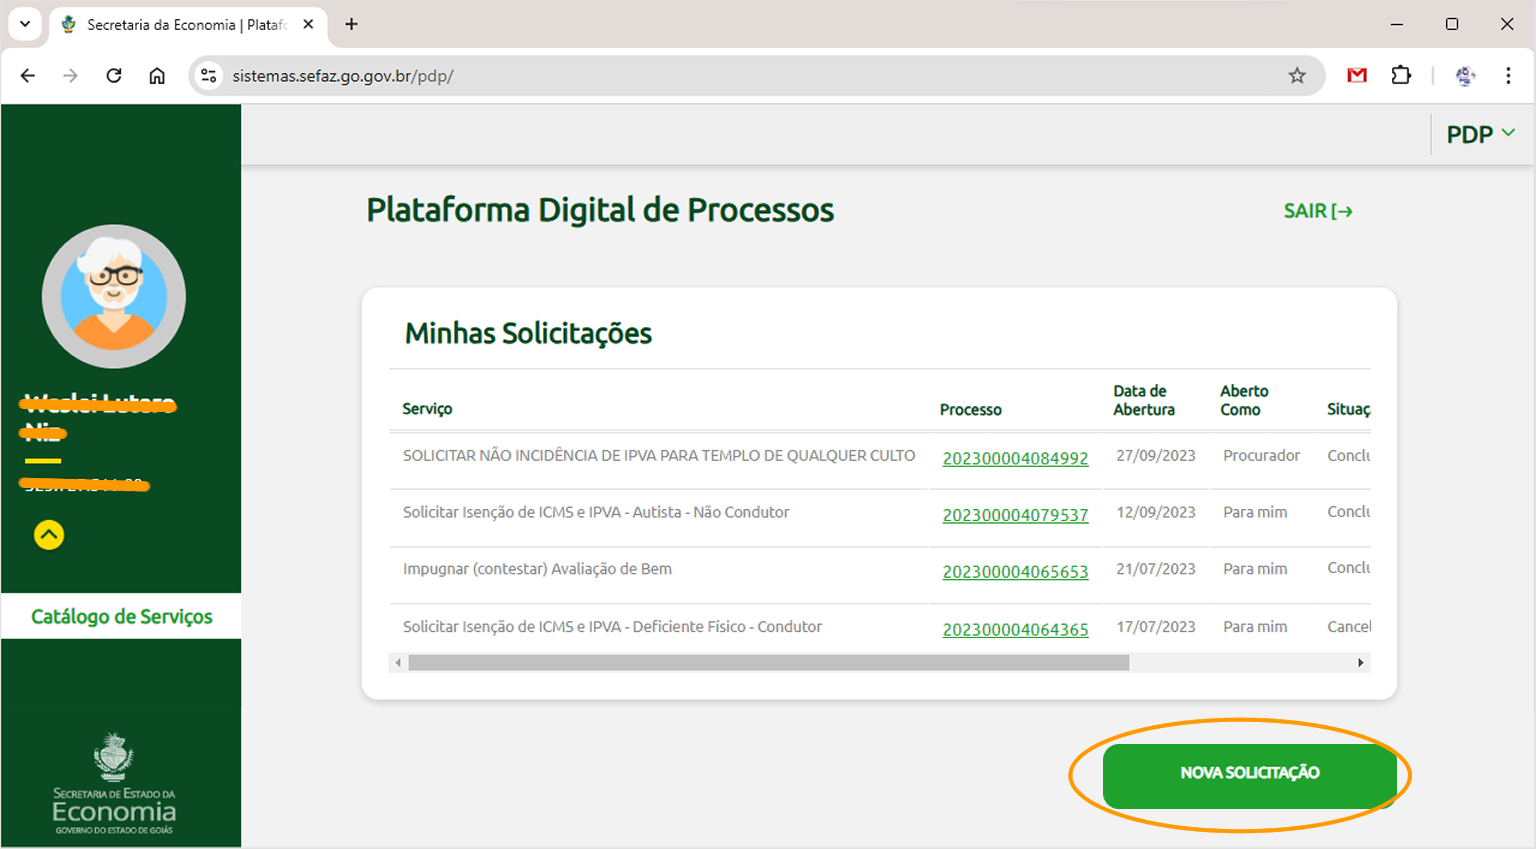 Secretaria da Economia | Plataf
sistemas.sefaz.go.gov.br/pdp/
PDP
Plataforma Digital de Processos
SAIR
Minhas Solicitações
Serviço Processo Data de Abertura Aberto Como Situaç
SOLICITAR NÃO INCIDÊNCIA DE IPVA PARA TEMPLO DE QUALQUER CULTO 202300004084992 27/09/2023 Procurador Conclu
Solicitar Isenção de ICMS e IPVA - Autista - Não Condutor 202300004079537 12/09/2023 Para mim Conclu
Impugnar (contestar) Avaliação de Bem 202300004065653 21/07/2023 Para mim Conclu
Solicitar Isenção de ICMS e IPVA - Deficiente Físico - Condutor 202300004064365 17/07/2023 Para mim Cancel
NOVA SOLICITAÇÃO
Catálogo de Serviços
SECRETARIA DE ESTADO DA
Economia
GOVERNO DO ESTADO DE GOIÁS